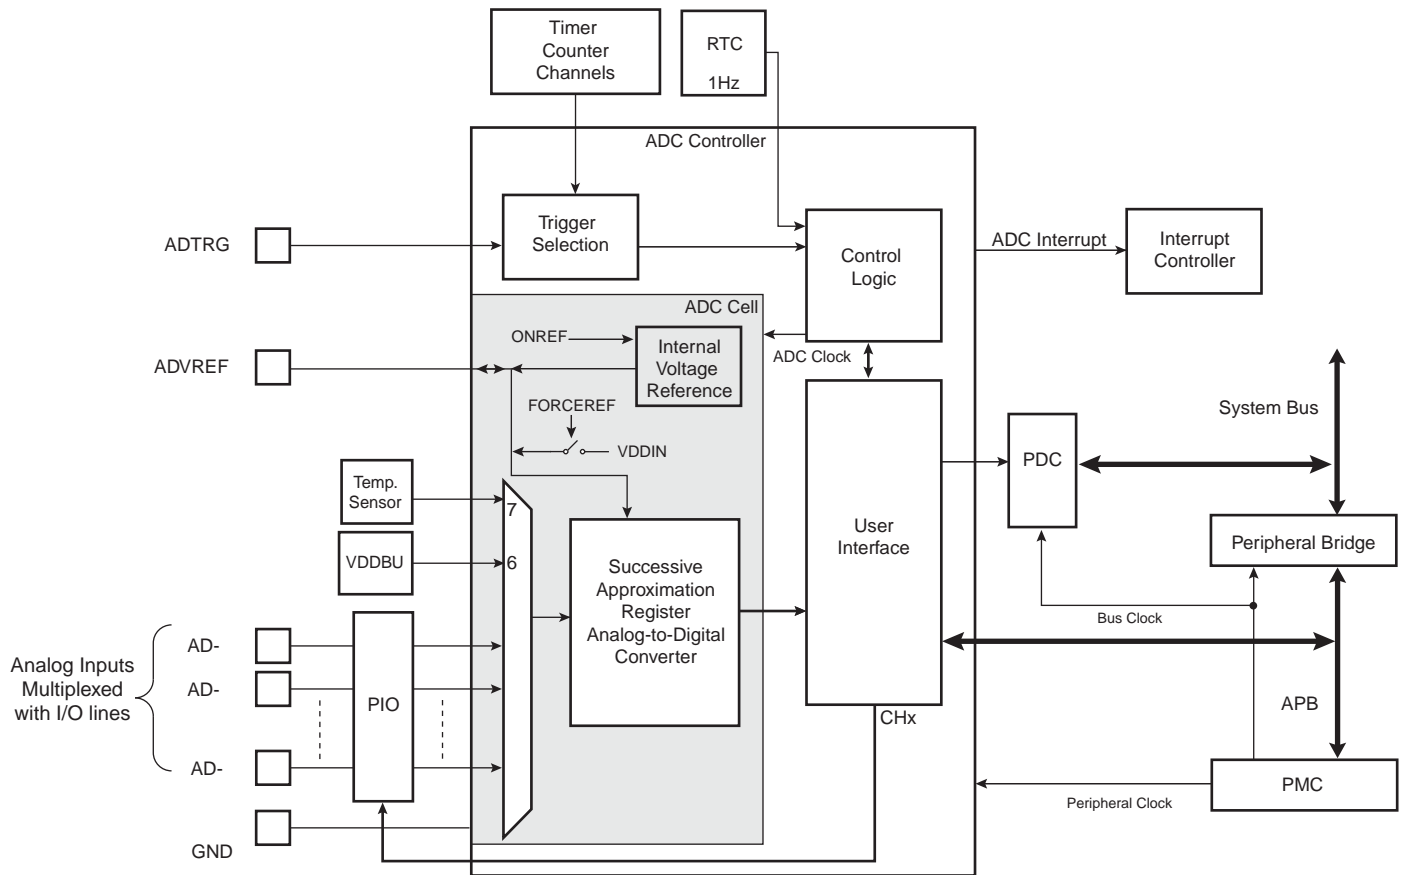 Timer
Counter
Channels
RTC
1Hz
ADC Controller
ADTRG
Trigger
Selection
Control
Logic
ADC Interrupt
Interrupt
Controller
ADC Cell
ONREF
Internal
Voltage
Reference
ADC Clock
ADVREF
FORCEREF
VDDIN
System Bus
PDC
Temp.
Sensor
7
VDDBU
6
User
Interface
Peripheral Bridge
Successive
Approximation
Register
Analog-to-Digital
Converter
Bus Clock
Analog Inputs
Multiplexed
with I/O lines
AD-
AD-
AD-
PIO
CHx
APB
PMC
Peripheral Clock
GND